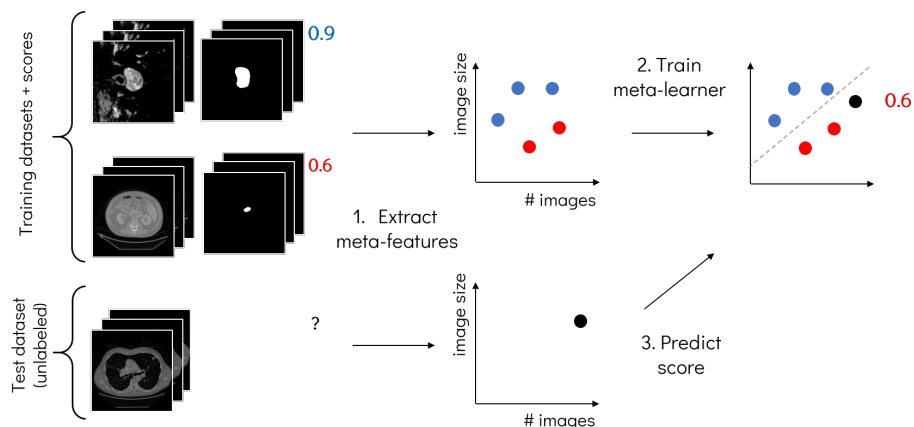 Training datasets + scores
0.9
0.6
1. Extract
meta-features
image size
# images
2. Train
meta-learner
0.6
Test dataset
(unlabeled)
?
image size
# images
3. Predict
score